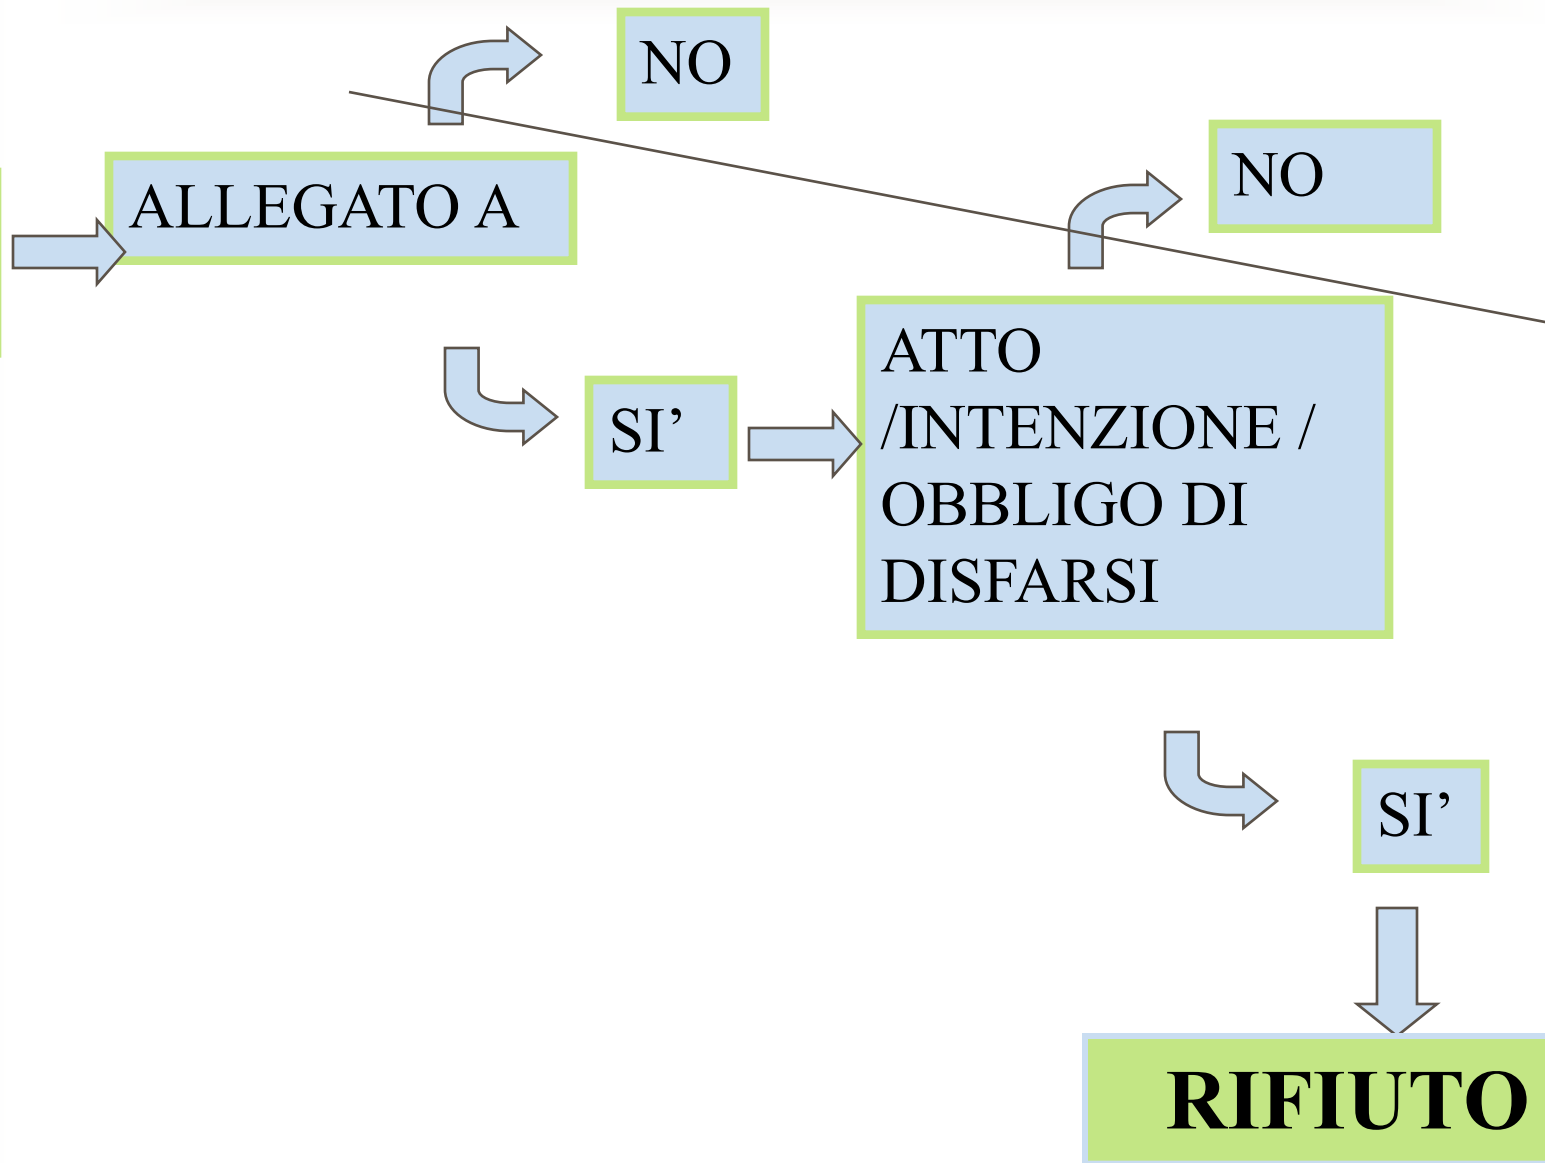 NO
NO
ALLEGATO A
ATTO
/INTENZIONE /
OBBLIGO DI
DISFARSI
SI’
SI’
RIFIUTO